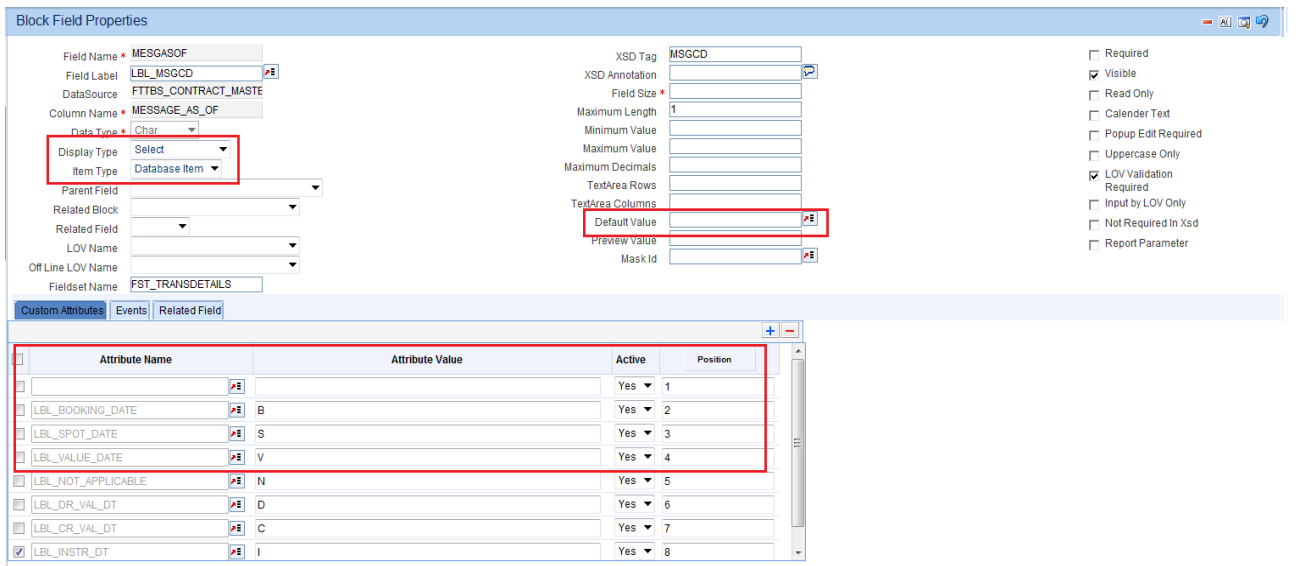 Block Field Properties
Field Name * MESGASOF
Field Label LBL_MSGCD
DataSource FTTBS_CONTRACT_MASTE
Column Name * MESSAGE_AS_OF
Data Type * Char
Display Type Select
Item Type Database Item
Parent Field
Related Block
Related Field
LOV Name
Off Line LOV Name
Fieldset Name FST_TRANSDETAILS
XSD Tag MSGCD
XSD Annotation
Field Size *
Maximum Length 1
Minimum Value
Maximum Value
Maximum Decimals
TextArea Rows
TextArea Columns
Default Value
Preview Value
Mask Id
Required
Visible
Read Only
Calender Text
Popup Edit Required
Uppercase Only
LOV Validation
Required
Input by LOV Only
Not Required In Xsd
Report Parameter
Custom Attributes Events Related Field
Attribute Name Attribute Value Active Position
Yes 1
LBL_BOOKING_DATE B Yes 2
LBL_SPOT_DATE S Yes 3
LBL_VALUE_DATE V Yes 4
LBL_NOT_APPLICABLE N Yes 5
LBL_DR_VAL_DT D Yes 6
LBL_CR_VAL_DT C Yes 7
LBL_INSTR_DT I Yes 8